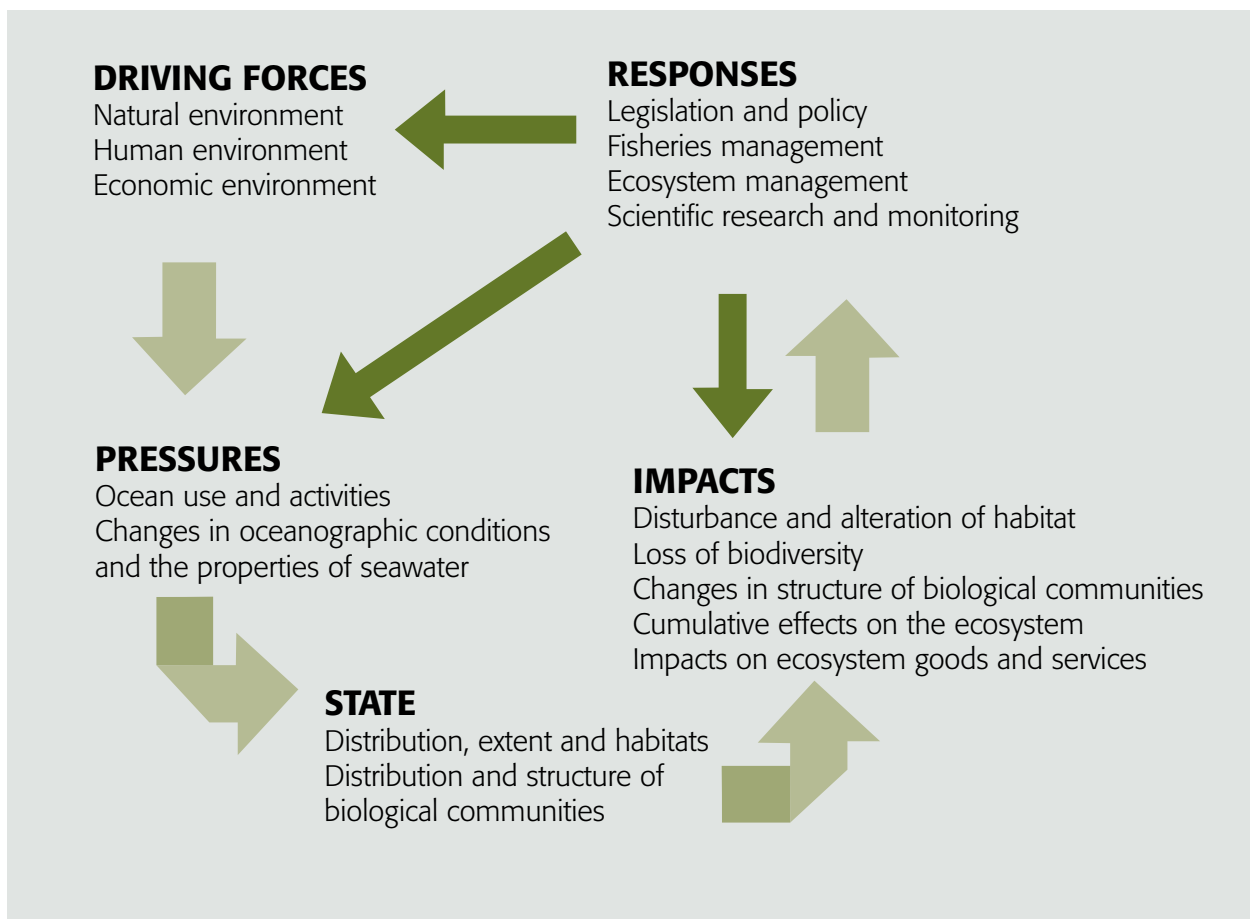 DRIVING FORCES
Natural environment
Human environment
Economic environment
RESPONSES
Legislation and policy
Fisheries management
Ecosystem management
Scientific research and monitoring
PRESSURES
Ocean use and activities
Changes in oceanographic conditions
and the properties of seawater
IMPACTS
Disturbance and alteration of habitat
Loss of biodiversity
Changes in structure of biological communities
Cumulative effects on the ecosystem
Impacts on ecosystem goods and services
STATE
Distribution, extent and habitats
Distribution and structure of
biological communities